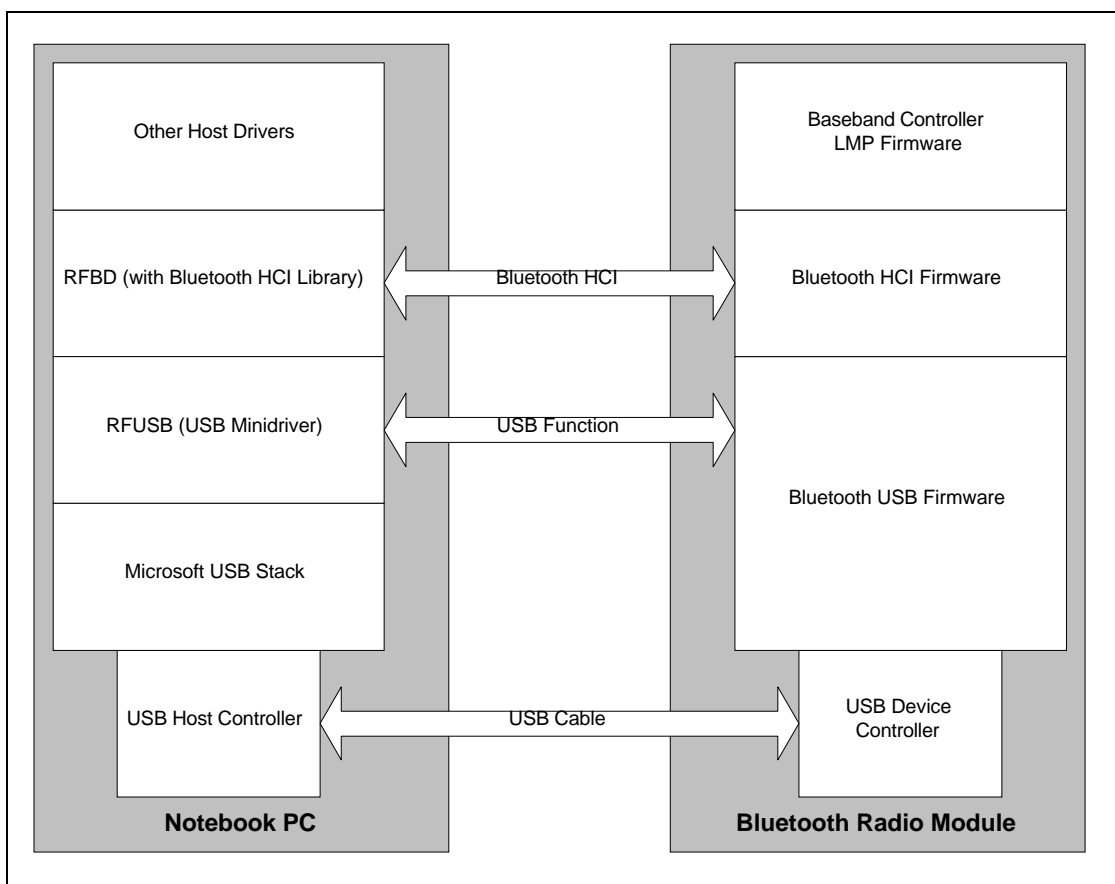 Other Host Drivers
RFBD (with Bluetooth HCI Library)
RFUSB (USB Minidriver)
Microsoft USB Stack
USB Host Controller
Notebook PC
Bluetooth HCI
USB Function
USB Cable
Baseband Controller
LMP Firmware
Bluetooth HCI Firmware
Bluetooth USB Firmware
USB Device
Controller
Bluetooth Radio Module